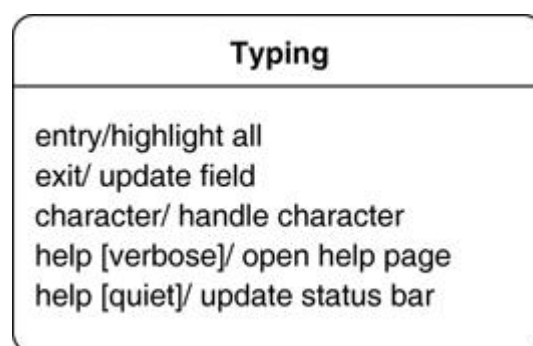 Typing
entry/highlight all
exit/ update field
character/ handle character
help [verbose]/ open help page
help [quiet]/ update status bar